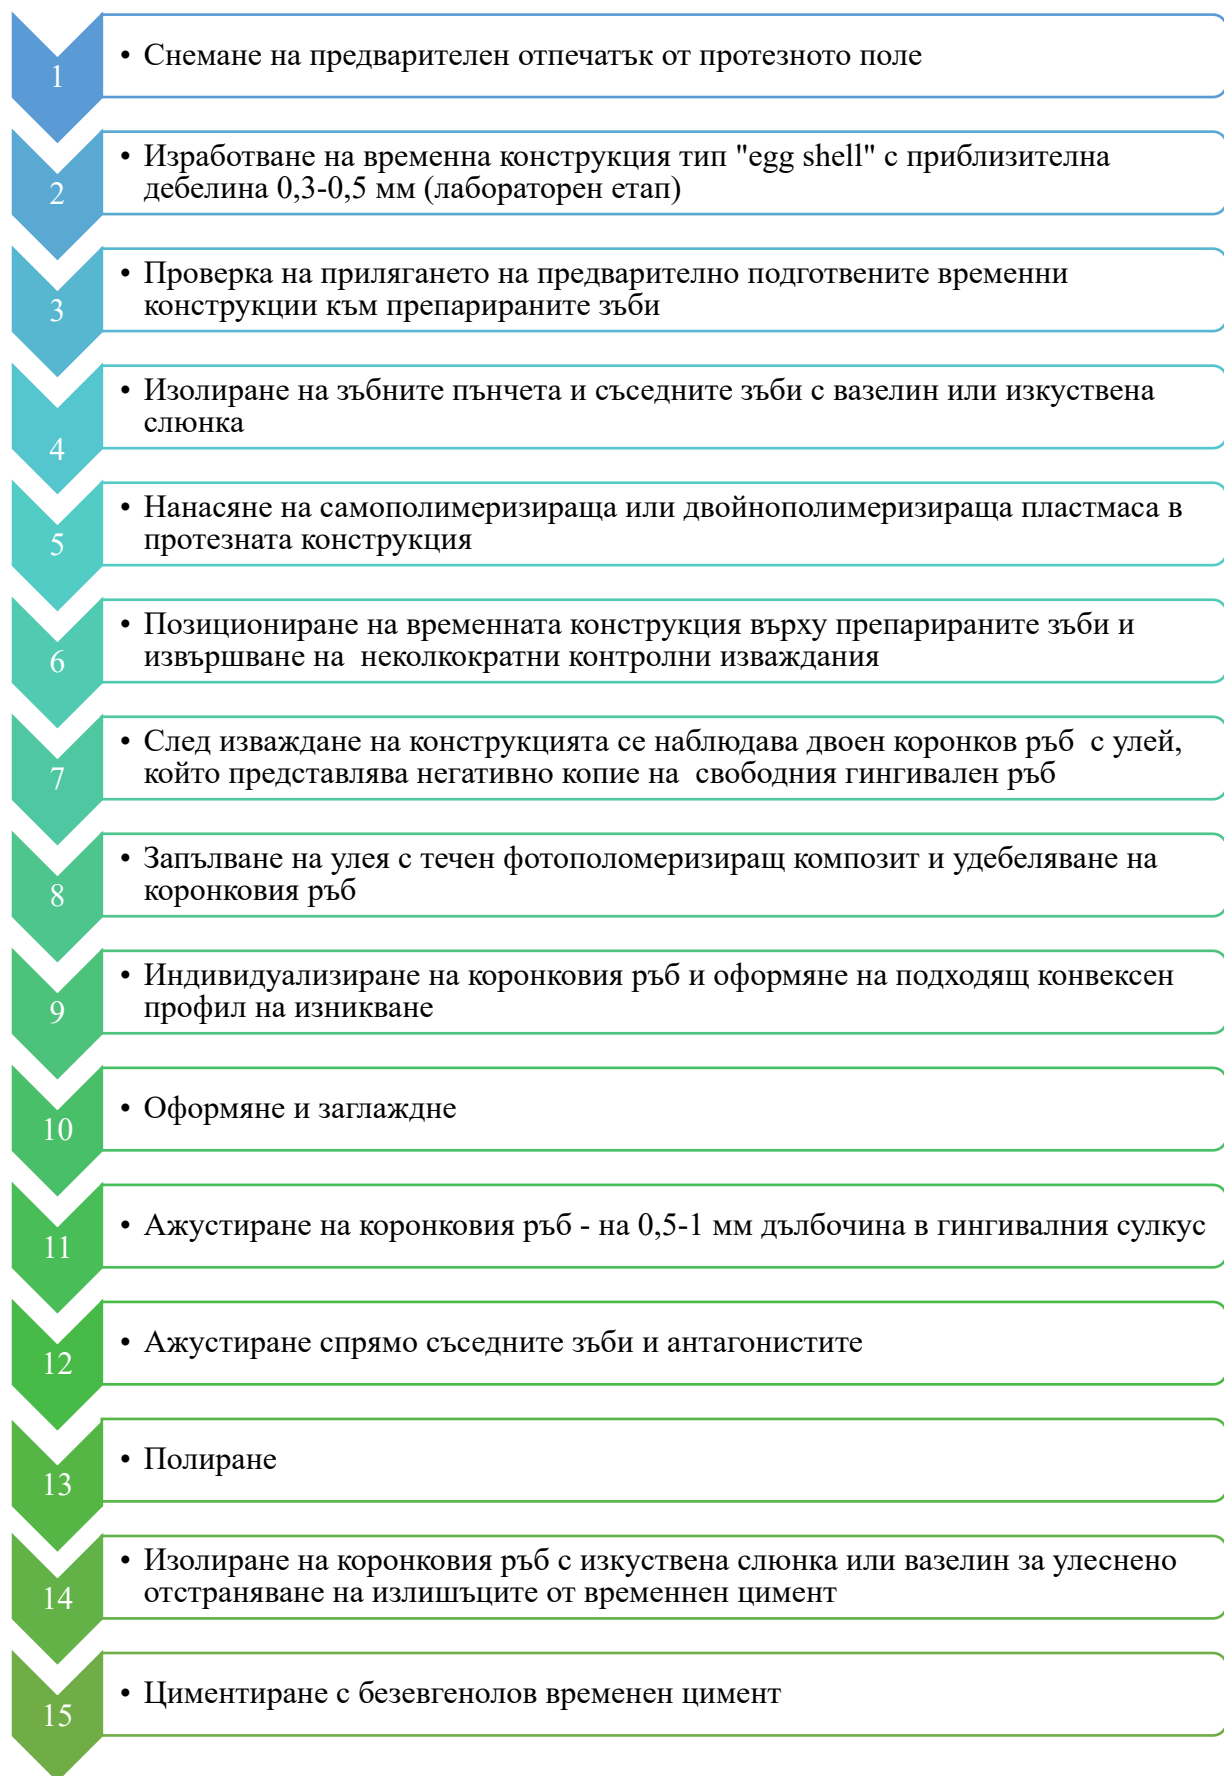 1
• Снемане на предварителен отпечатък от протезното поле
2
• Изработване на временна конструкция тип "egg shell" с приблизителна
дебелина 0,3-0,5 мм (лабораторен етап)
3
• Проверка на прилягането на предварително подготвените временни
конструкции към препарираните зъби
4
• Изолиране на зъбните пънчета и съседните зъби с вазелин или изкуствена
слюнка
5
• Нанасяне на самополимеризираща или двойнополимеризираща пластмаса в
протезната конструкция
6
• Позициониране на временната конструкция върху препарираните зъби и
извършване на  неколкократни контролни изваждания
7
• След изваждане на конструкцията се наблюдава двоен коронков ръб  с улей,
който представлява негативно копие на  свободния гингивален ръб
8
• Запълване на улея с течен фотополомеризиращ композит и удебеляване на
коронковия ръб
9
• Индивидуализиране на коронковия ръб и оформяне на подходящ конвексен
профил на изникване
10
• Оформяне и заглаждне
11
• Ажустиране на коронковия ръб - на 0,5-1 мм дълбочина в гингивалния сулкус
12
• Ажустиране спрямо съседните зъби и антагонистите
13
• Полиране
14
• Изолиране на коронковия ръб с изкуствена слюнка или вазелин за улеснено
отстраняване на излишъците от временнен цимент
15
• Циментиране с безевгенолов временен цимент